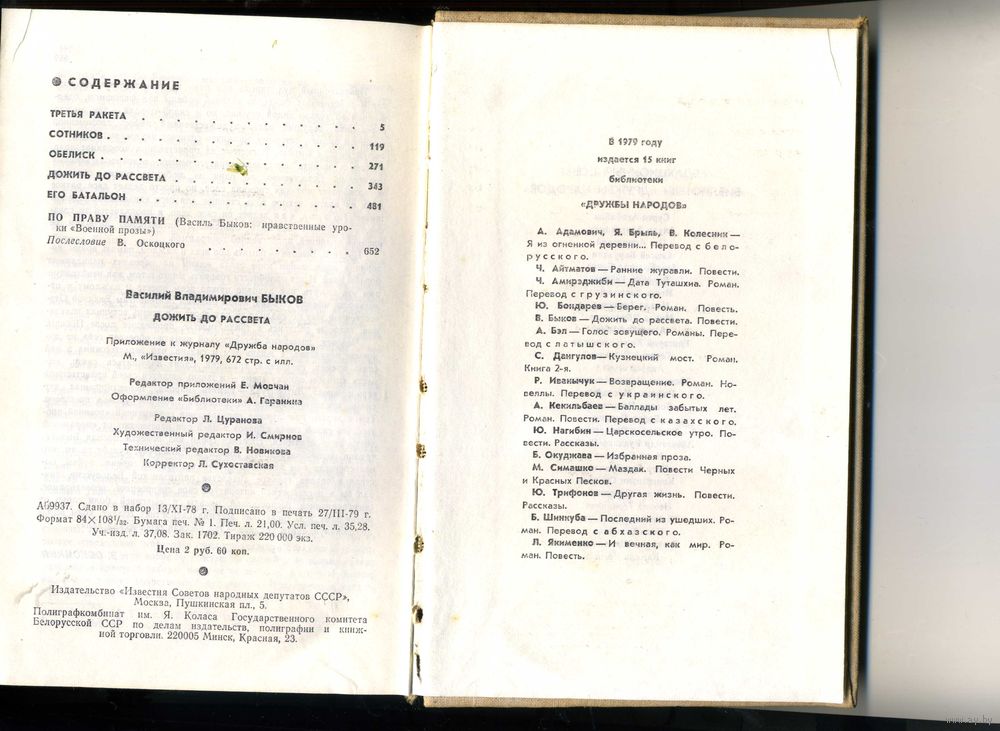 СОДЕРЖАНИЕ
ТРЕТЬЯ РАКЕТА . . . . . . . . . . . . 5
СОТНИКОВ . . . . . . . . . . . . . 119
ОБЕЛИСК . . . . . . . . . . . . . 271
ДОЖИТЬ ДО РАССВЕТА . . . . . . . . . . 343
ЕГО БАТАЛЬОН . . . . . . . . . . . . 481
ПО ПРАВУ ПАМЯТИ (Василь Быков: нравственные уро-
ки «Военной прозы»)
Послесловие В. Оскоцкого . . . . . . . . 652
Василий Владимирович БЫКОВ
ДОЖИТЬ ДО РАССВЕТА
Приложение к журналу «Дружба народов»
М., «Известия», 1979, 672 стр. с илл.
Редактор приложений Е. Мовчан
Оформление «Библиотеки» А. Гаранина
Редактор Л. Цуранова
Художественный редактор И. Смирнов
Технический редактор В. Новикова
Корректор Л. Сухоставская
А09937. Сдано в набор 13/XI-78 г. Подписано в печать 27/III-79 г.
Формат 84×108¹/₃₂. Бумага печ. № 1. Печ. л. 21,00. Усл. печ. л. 35,28.
Уч.-изд. л. 37,08. Зак. 1702. Тираж 220 000 экз.
Цена 2 руб. 60 коп.
Издательство «Известия Советов народных депутатов СССР»,
Москва, Пушкинская пл., 5.
Полиграфкомбинат им. Я. Коласа Государственного комитета
Белорусской ССР по делам издательств, полиграфии и книж-
ной торговли. 220005 Минск, Красная, 23.
В 1979 году
издается 15 книг
библиотеки
«ДРУЖБЫ НАРОДОВ»
А. Адамович, Я. Брыль, В. Колесник —
Я из огненной деревни... Перевод с бело-
русского.
Ч. Айтматов — Ранние журавли. Повести.
Ч. Амирэджиби — Дата Туташхиа. Роман.
Перевод с грузинского.
Ю. Бондарев — Берег. Роман. Повесть.
В. Быков — Дожить до рассвета. Повести.
А. Бэл — Голос зовущего. Романы. Пере-
вод с латышского.
С. Дангулов — Кузнецкий мост. Роман.
Книга 2-я.
Р. Иванычук — Возвращение. Роман. Но-
веллы. Перевод с украинского.
А. Кекильбаев — Баллады забытых лет.
Роман. Повести. Перевод с казахского.
Ю. Нагибин — Царскосельское утро. По-
вести. Рассказы.
Б. Окуджава — Избранная проза.
М. Симашко — Маздак. Повести Черных
и Красных Песков.
Ю. Трифонов — Другая жизнь. Повести.
Рассказы.
Б. Шинкуба — Последний из ушедших. Ро-
ман. Перевод с абхазского.
Л. Якименко — И вечная, как мир. Ро-
ман. Повесть.
www.ay.by